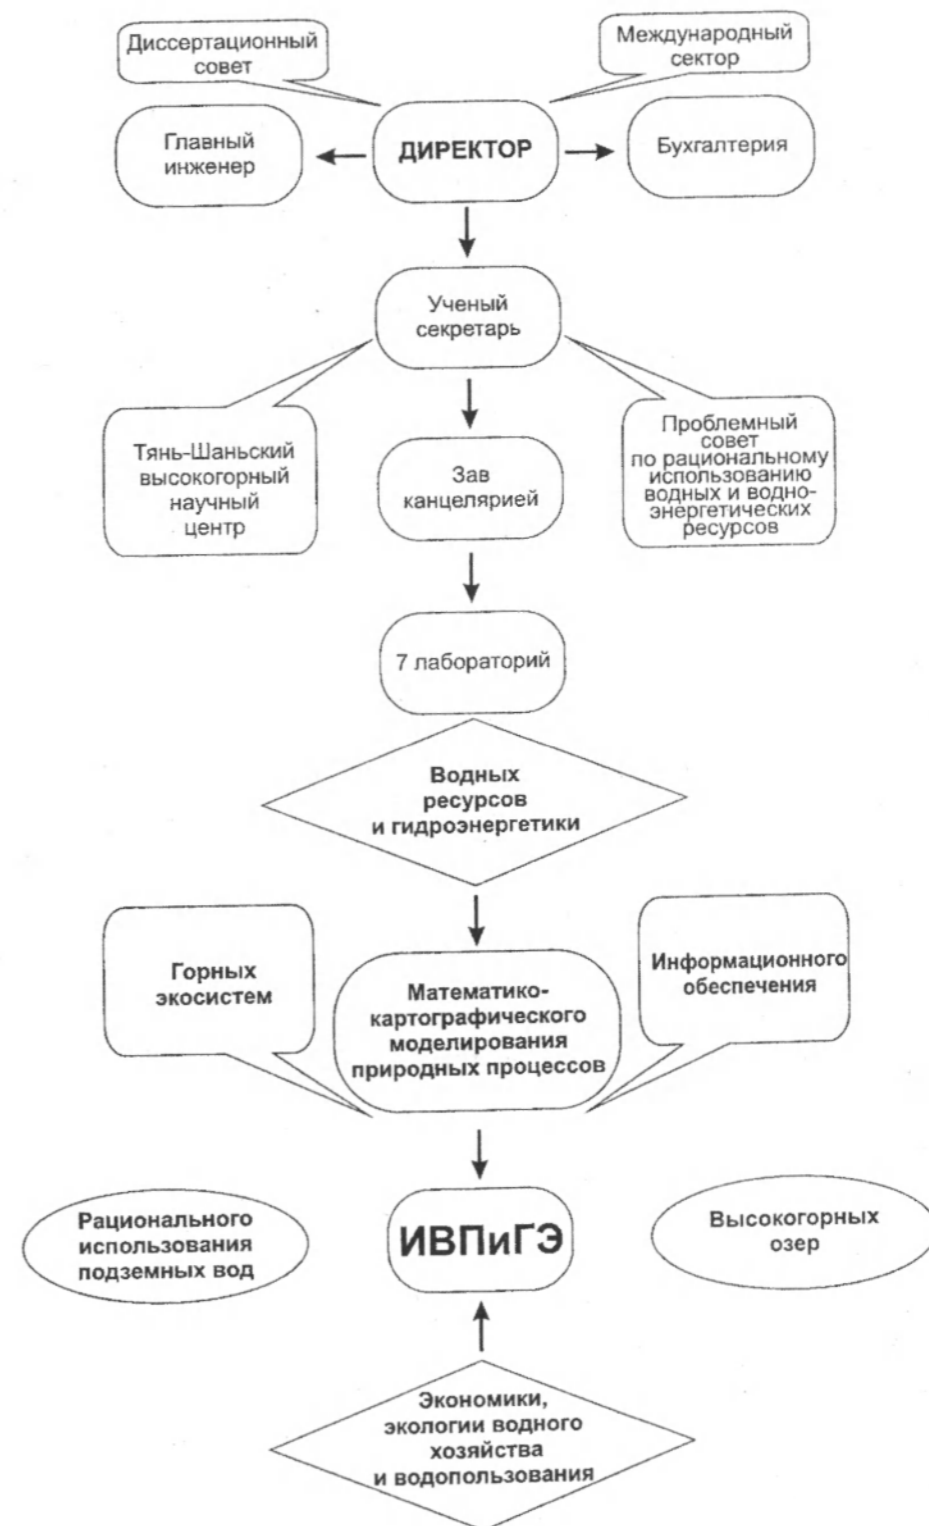 Диссертационный
совет
Международный
сектор
Главный
инженер
ДИРЕКТОР
Бухгалтерия
Ученый
секретарь
Тянь-Шаньский
высокогорный
научный
центр
Зав
канцелярией
Проблемный
совет
по рациональному
использованию
водных и водно-
энергетических
ресурсов
7 лабораторий
Водных
ресурсов
и гидроэнергетики
Горных
экосистем
Математико-
картографического
моделирования
природных процессов
Информационного
обеспечения
Рационального
использования
подземных вод
ИВПиГЭ
Высокогорных
озер
Экономики,
экологии водного
хозяйства
и водопользования